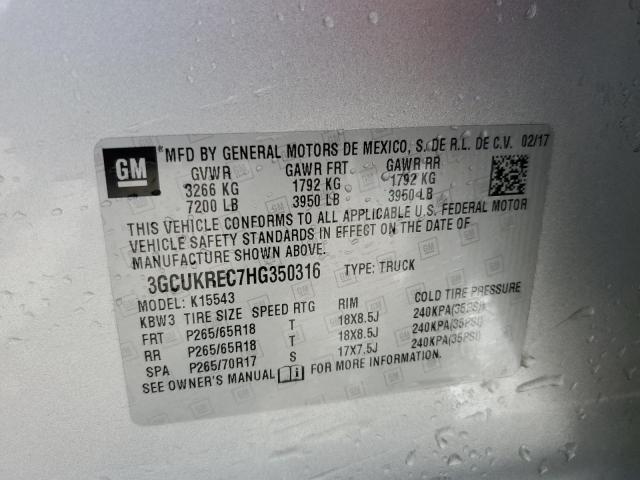 GM ® MFD BY GENERAL MOTORS DE MEXICO, S. DE R.L. DE C.V. 02/17
GVWR GAWR FRT GAWR RR
3266 KG 1792 KG 1792 KG
7200 LB 3950 LB 3950 LB
THIS VEHICLE CONFORMS TO ALL APPLICABLE U.S. FEDERAL MOTOR
VEHICLE SAFETY STANDARDS IN EFFECT ON THE DATE OF
MANUFACTURE SHOWN ABOVE.
3GCUKREC7HG350316 TYPE: TRUCK
MODEL: K15543
KBW3 TIRE SIZE SPEED RTG RIM COLD TIRE PRESSURE
FRT P265/65R18 T 18X8.5J 240KPA(35PSI)
RR P265/65R18 T 18X8.5J 240KPA(35PSI)
SPA P265/70R17 S 17X7.5J 240KPA(35PSI)
SEE OWNER'S MANUAL FOR MORE INFORMATION.